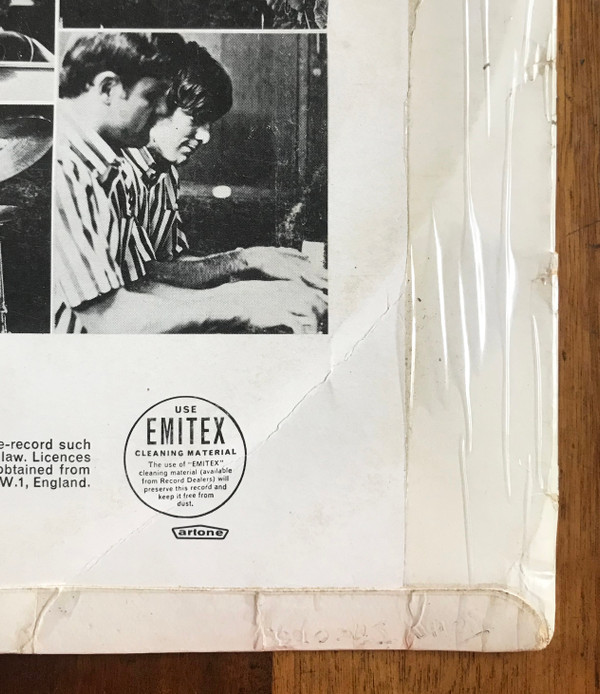 e-record such
law. Licences
obtained from
W.1, England.
USE
EMITEX
CLEANING MATERIAL
The use of "EMITEX"
cleaning material (available
from Record Dealers) will
preserve this record and
keep it free from
dust.
artone